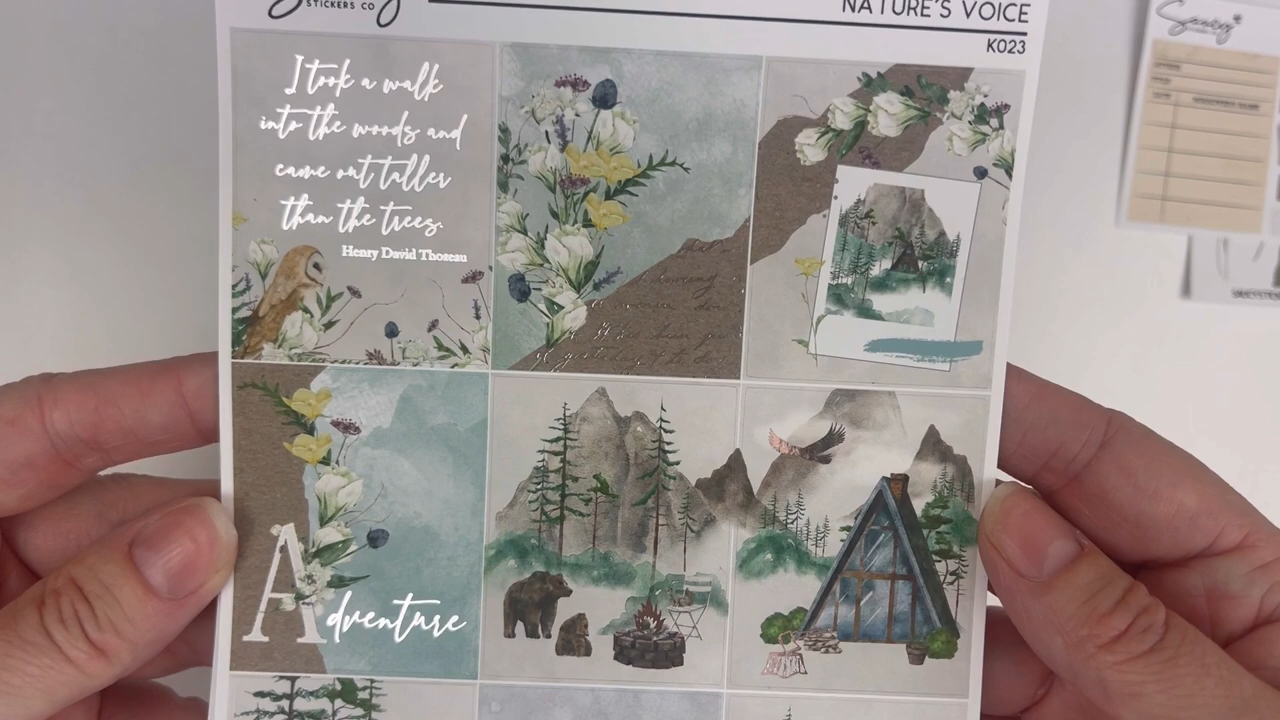 STICKERS CO
NATURE'S VOICE
K023
I took a walk
into the woods and
came out taller
than the trees.
Henry David Thoreau
Adventure